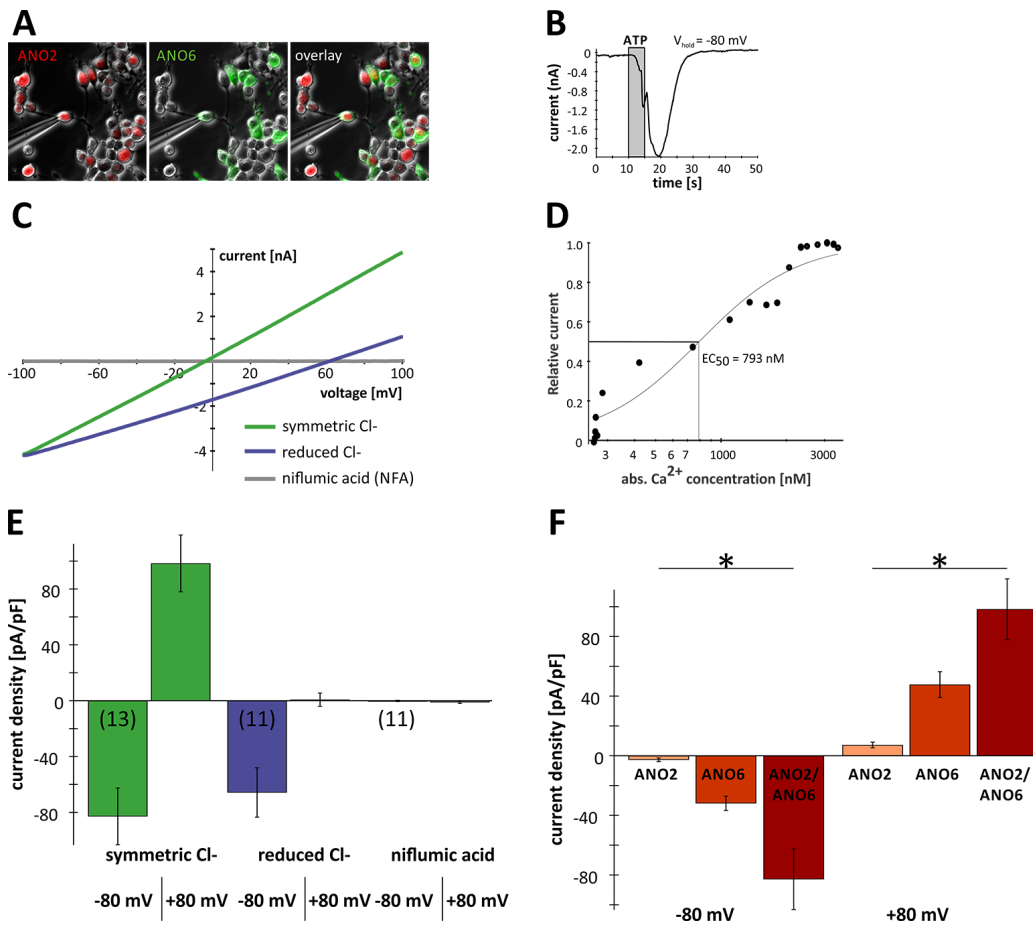 A
ANO2
ANO6
overlay
B
ATP
Vhold= -80 mV
current (nA)
0
-0.4
-0.8
-1.2
-1.6
-2.0
0 10 20 30 40 50
time [s]
C
current [nA]
4
2
-2
-4
-100 -60 -20 20 60 100
voltage [mV]
symmetric Cl-
reduced Cl-
niflumic acid (NFA)
D
Relative current
1.0
0.8
0.6
0.4
0.2
0
EC50 = 793 nM
3 4 5 6 7 1000 3000
abs. Ca2+ concentration [nM]
E
current density [pA/pF]
80
40
0
-40
-80
(13) (11) (11)
symmetric Cl- reduced Cl- niflumic acid
-80 mV +80 mV -80 mV +80 mV -80 mV +80 mV
F
current density [pA/pF]
* *
80
40
0
-40
-80
ANO2 ANO6 ANO2/
ANO6
ANO2 ANO6 ANO2/
ANO6
-80 mV +80 mV